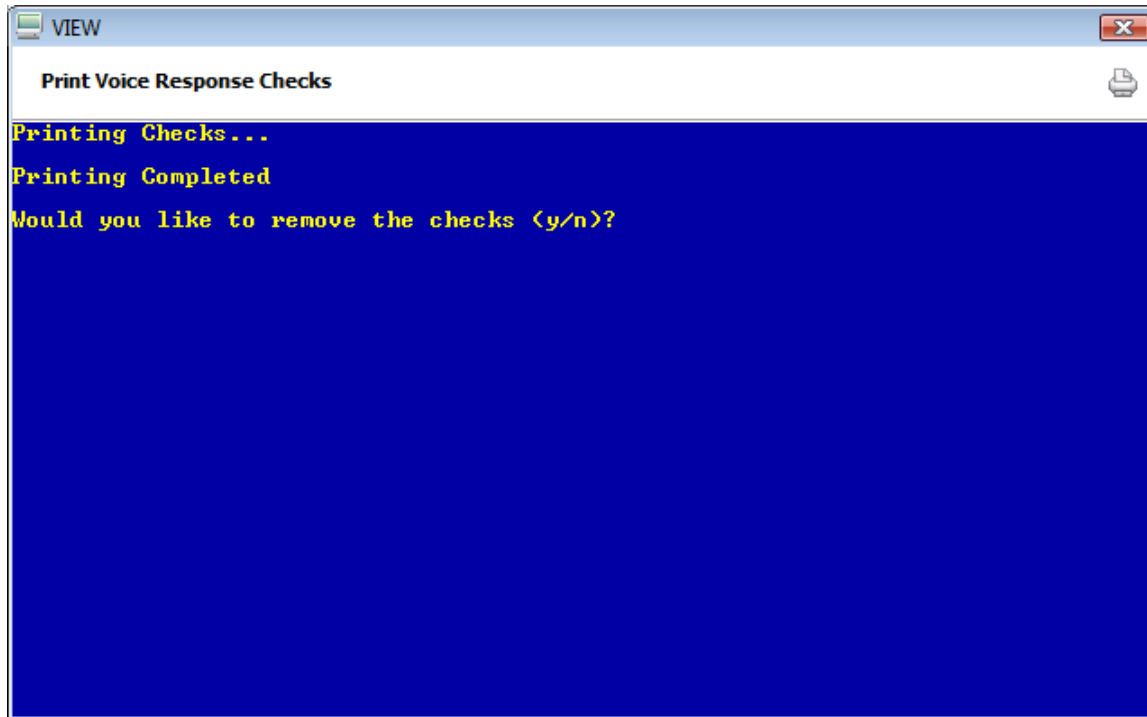 VIEW
Print Voice Response Checks
Printing Checks...
Printing Completed
Would you like to remove the checks (y/n)?